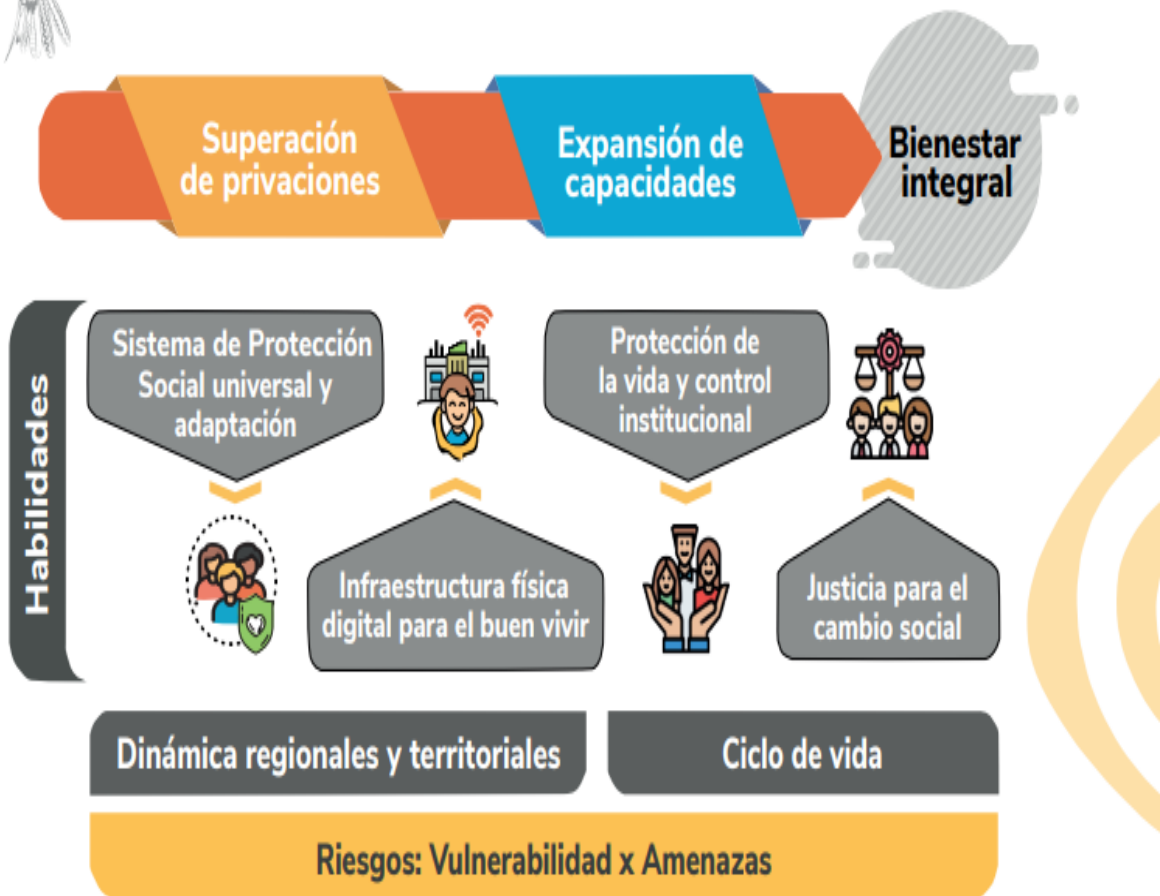 Superación
de privaciones
Expansión de
capacidades
Bienestar
integral
Habilidades
Sistema de Protección
Social universal y
adaptación
Protección de
la vida y control
institucional
Infraestructura física
digital para el buen vivir
Justicia para el
cambio social
Dinámica regionales y territoriales
Ciclo de vida
Riesgos: Vulnerabilidad x Amenazas